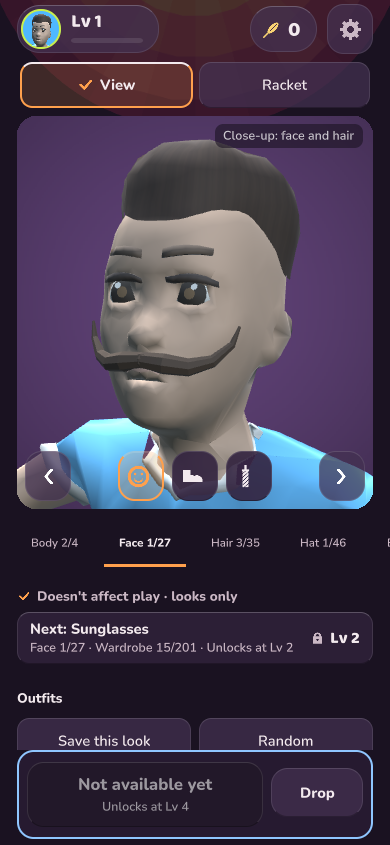 Lv 1
0
View
Racket
Close-up: face and hair
Body 2/4
Face 1/27
Hair 3/35
Hat 1/46
Doesn't affect play · looks only
Next: Sunglasses
Face 1/27 · Wardrobe 15/201 · Unlocks at Lv 2
Lv 2
Outfits
Save this look
Random
Not available yet
Unlocks at Lv 4
Drop